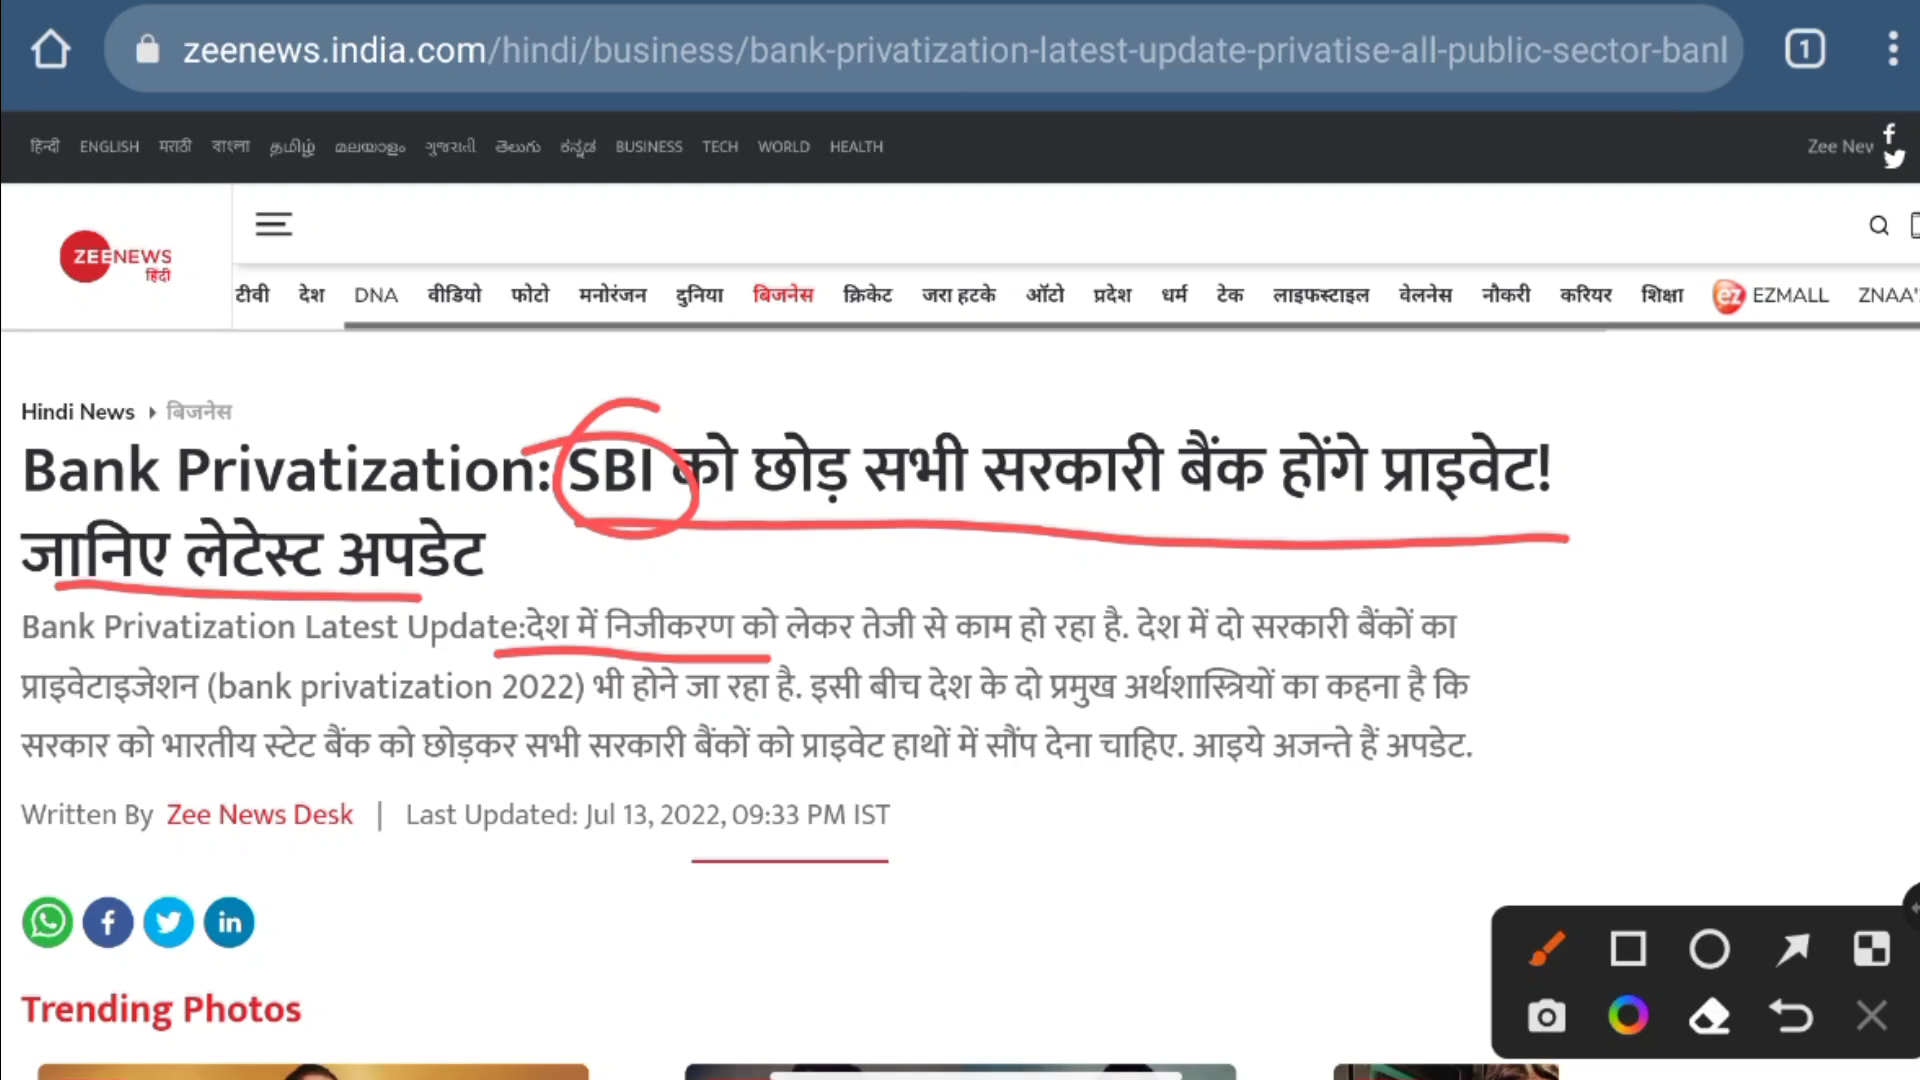 zeenews.india.com/hindi/business/bank-privatization-latest-update-privatise-all-public-sector-banl
1
हिन्दी ENGLISH मराठी বাংলা தமிழ் മലയാളം ગુજરાતી తెలుగు ಕನ್ನಡ BUSINESS TECH WORLD HEALTH Zee Nev
ZEENEWS
हिंदी
टीवी देश DNA वीडियो फोटो मनोरंजन दुनिया बिजनेस क्रिकेट जरा हटके ऑटो प्रदेश धर्म टेक लाइफस्टाइल वेलनेस नौकरी करियर शिक्षा ez EZMALL ZNAA'
Hindi News बिजनेस
Bank Privatization: SBI को छोड़ सभी सरकारी बैंक होंगे प्राइवेट!
जानिए लेटेस्ट अपडेट
Bank Privatization Latest Update:देश में निजीकरण को लेकर तेजी से काम हो रहा है. देश में दो सरकारी बैंकों का
प्राइवेटाइजेशन (bank privatization 2022) भी होने जा रहा है. इसी बीच देश के दो प्रमुख अर्थशास्त्रियों का कहना है कि
सरकार को भारतीय स्टेट बैंक को छोड़कर सभी सरकारी बैंकों को प्राइवेट हाथों में सौंप देना चाहिए. आइये अजन्ते हैं अपडेट.
Written By Zee News Desk | Last Updated: Jul 13, 2022, 09:33 PM IST
Trending Photos